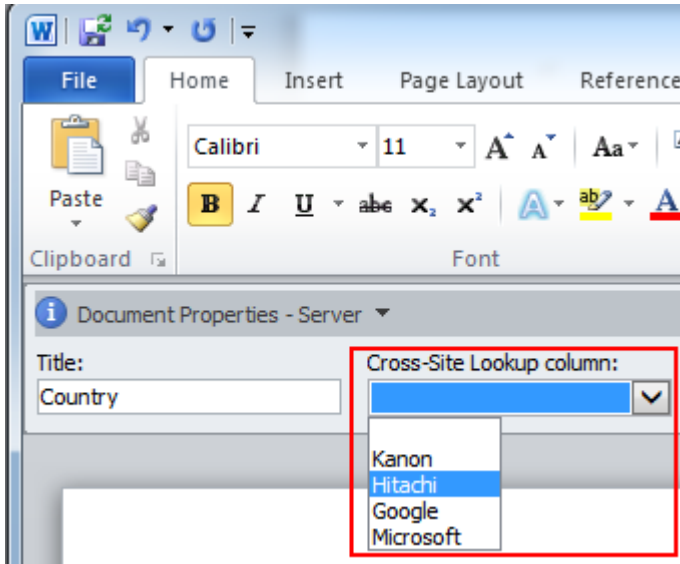 W
File Home Insert Page Layout Reference
Calibri 11 A A Aa
Paste B I U abc x₂ x² A ab A
Clipboard Font
i Document Properties - Server
Title: Cross-Site Lookup column:
Country
Kanon
Hitachi
Google
Microsoft